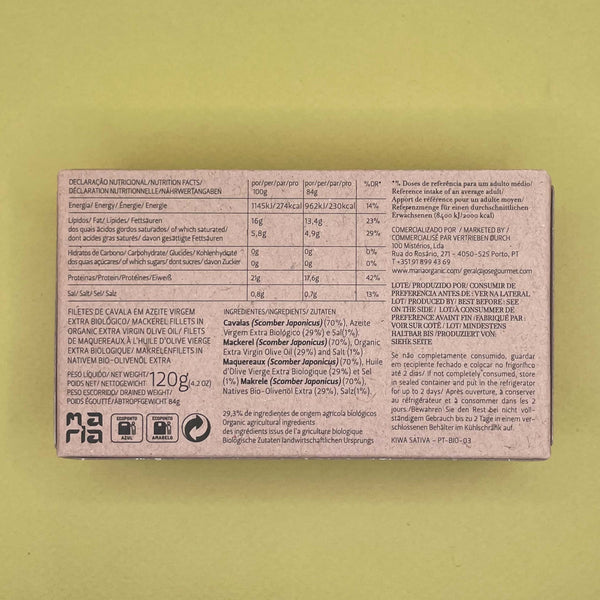 DECLARAÇÃO NUTRICIONAL/NUTRITION FACTS/
DÉCLARATION NUTRITIONNELLE/NÄHRWERTANGABEN
por/per/par/pro 100g
por/per/par/pro 84g
%DR*
Energia/ Energy/ Énergie/ Energie 1145kJ/274kcal 962kJ/230kcal 14%
Lípidos/ Fat/ Lípides/ Fettsäuren 16g 13,4g 23%
dos quais ácidos gordos saturados/ of which saturated/ 5,8g 4,9g 29%
dont acides gras saturés/ davon gesättigte Fettsäuren
Hidratos de Carbono/ Carbohydrate/ Glucides/ Kohlenhydrate 0g 0g 0%
dos quais açúcares/ of which sugars/ dont sucres/ davon Zucker 0g 0g 0%
Proteínas/ Protein/ Protéines/ Eiweiß 21g 17,6g 42%
Sal/ Salt/ Sel/ Salz 0,8g 0,7g 13%
FILETES DE CAVALA EM AZEITE VIRGEM
EXTRA BIOLÓGICO/ MACKEREL FILLETS IN
ORGANIC EXTRA VIRGIN OLIVE OIL/ FILETS
DE MAQUEREAUX À L'HUILE D'OLIVE VIERGE
EXTRA BIOLOGIQUE/ MAKRELENFILETS IN
NATIVEM BIO-OLIVENÖL EXTRA
PESO LÍQUIDO/ NET WEIGHT/
POIDS NET/ NETTOGEWICHT 120g (4.2 OZ)
PESO ESCORRIDO/ DRAINED WEIGHT/
POIDS ÉGOUTTÉ/ABTROPFGEWICHT 84g
maria
ECOPONTO AZUL
ECOPONTO AMARELO
INGREDIENTES/INGREDIENTS/ ZUTATEN
Cavalas (Scomber Japonicus) (70%), Azeite
Virgem Extra Biológico (29%) e Sal(1%).
Mackerel (Scomber Japonicus) (70%), Organic
Extra Virgin Olive Oil (29%) and Salt (1%)
Maquereaux (Scomber Japonicus) (70%), Huile
d'Olive Vierge Extra Biologique (29%) et Sel
(1%) Makrele (Scomber Japonicus) (70%),
Natives Bio-Olivenöl Extra (29%), Salz(1%).
29,3% de ingredientes de origem agrícola biológicos
Organic agricultural ingredients
des ingrédients issus de l'a griculture biologique
Biologische Zutaten landwirtschaftlichen Ursprungs
*% Doses de referência para um adulto médio/
Reference intake of an average adult/
Apport de référence pour un adulte moyen/
Referenzmenge für einen durchschnittlichen
Erwachsenen (8400 kJ/2000 kcal)
COMERCIALIZADO POR / MARKETED BY /
COMMERCIALISÉ PAR VERTRIEBEN DURCH
100 Mistérios, Lda
Rua do Rosário, 271 - 4050-525 Porto, PT
T+351 91 899 43 69
www.mariaorganic.com/ geral@josegourmet.com
LOTE/ PRODUZIDO POR/ CONSUMIR DE
PREFERENCIA ANTES DE : VER NA LATERAL
LOT/ PRODUCED BY/ BEST BEFORE : SEE
ON THE SIDE / LOT/À CONSOMMER DE
PRÉFÉRENCE AVANT FIN / FABRIQUÉ PAR :
VOIR SUR COTÉ / LOT/ MINDESTENS
HALTBAR BIS /PRODUZIERT VON:
SIEHE SEITE
Se não completamente consumido, guardar
em recipiente fechado e colocar no frigorífico
até 2 dias/ If not completely consumed, store
in sealed container and put in the refrigerator
for up to 2 days/ Après ouverture, à conserver
au réfrigérateur et à consommer dans les 2
jours/Bewahren Sie den Rest bei nicht voll-
ständigem Gebrauch bis zu 2 Tage in einem ver-
schlossenen Behälter im Kühlschrank auf.
KIWA SATIVA – PT-BIO-03